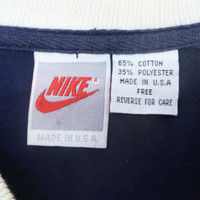 NIKE
MADE IN U.S.A.
65% COTTON
35% POLYESTER
MADE IN U.S.A
FREE
REVERSE FOR CARE